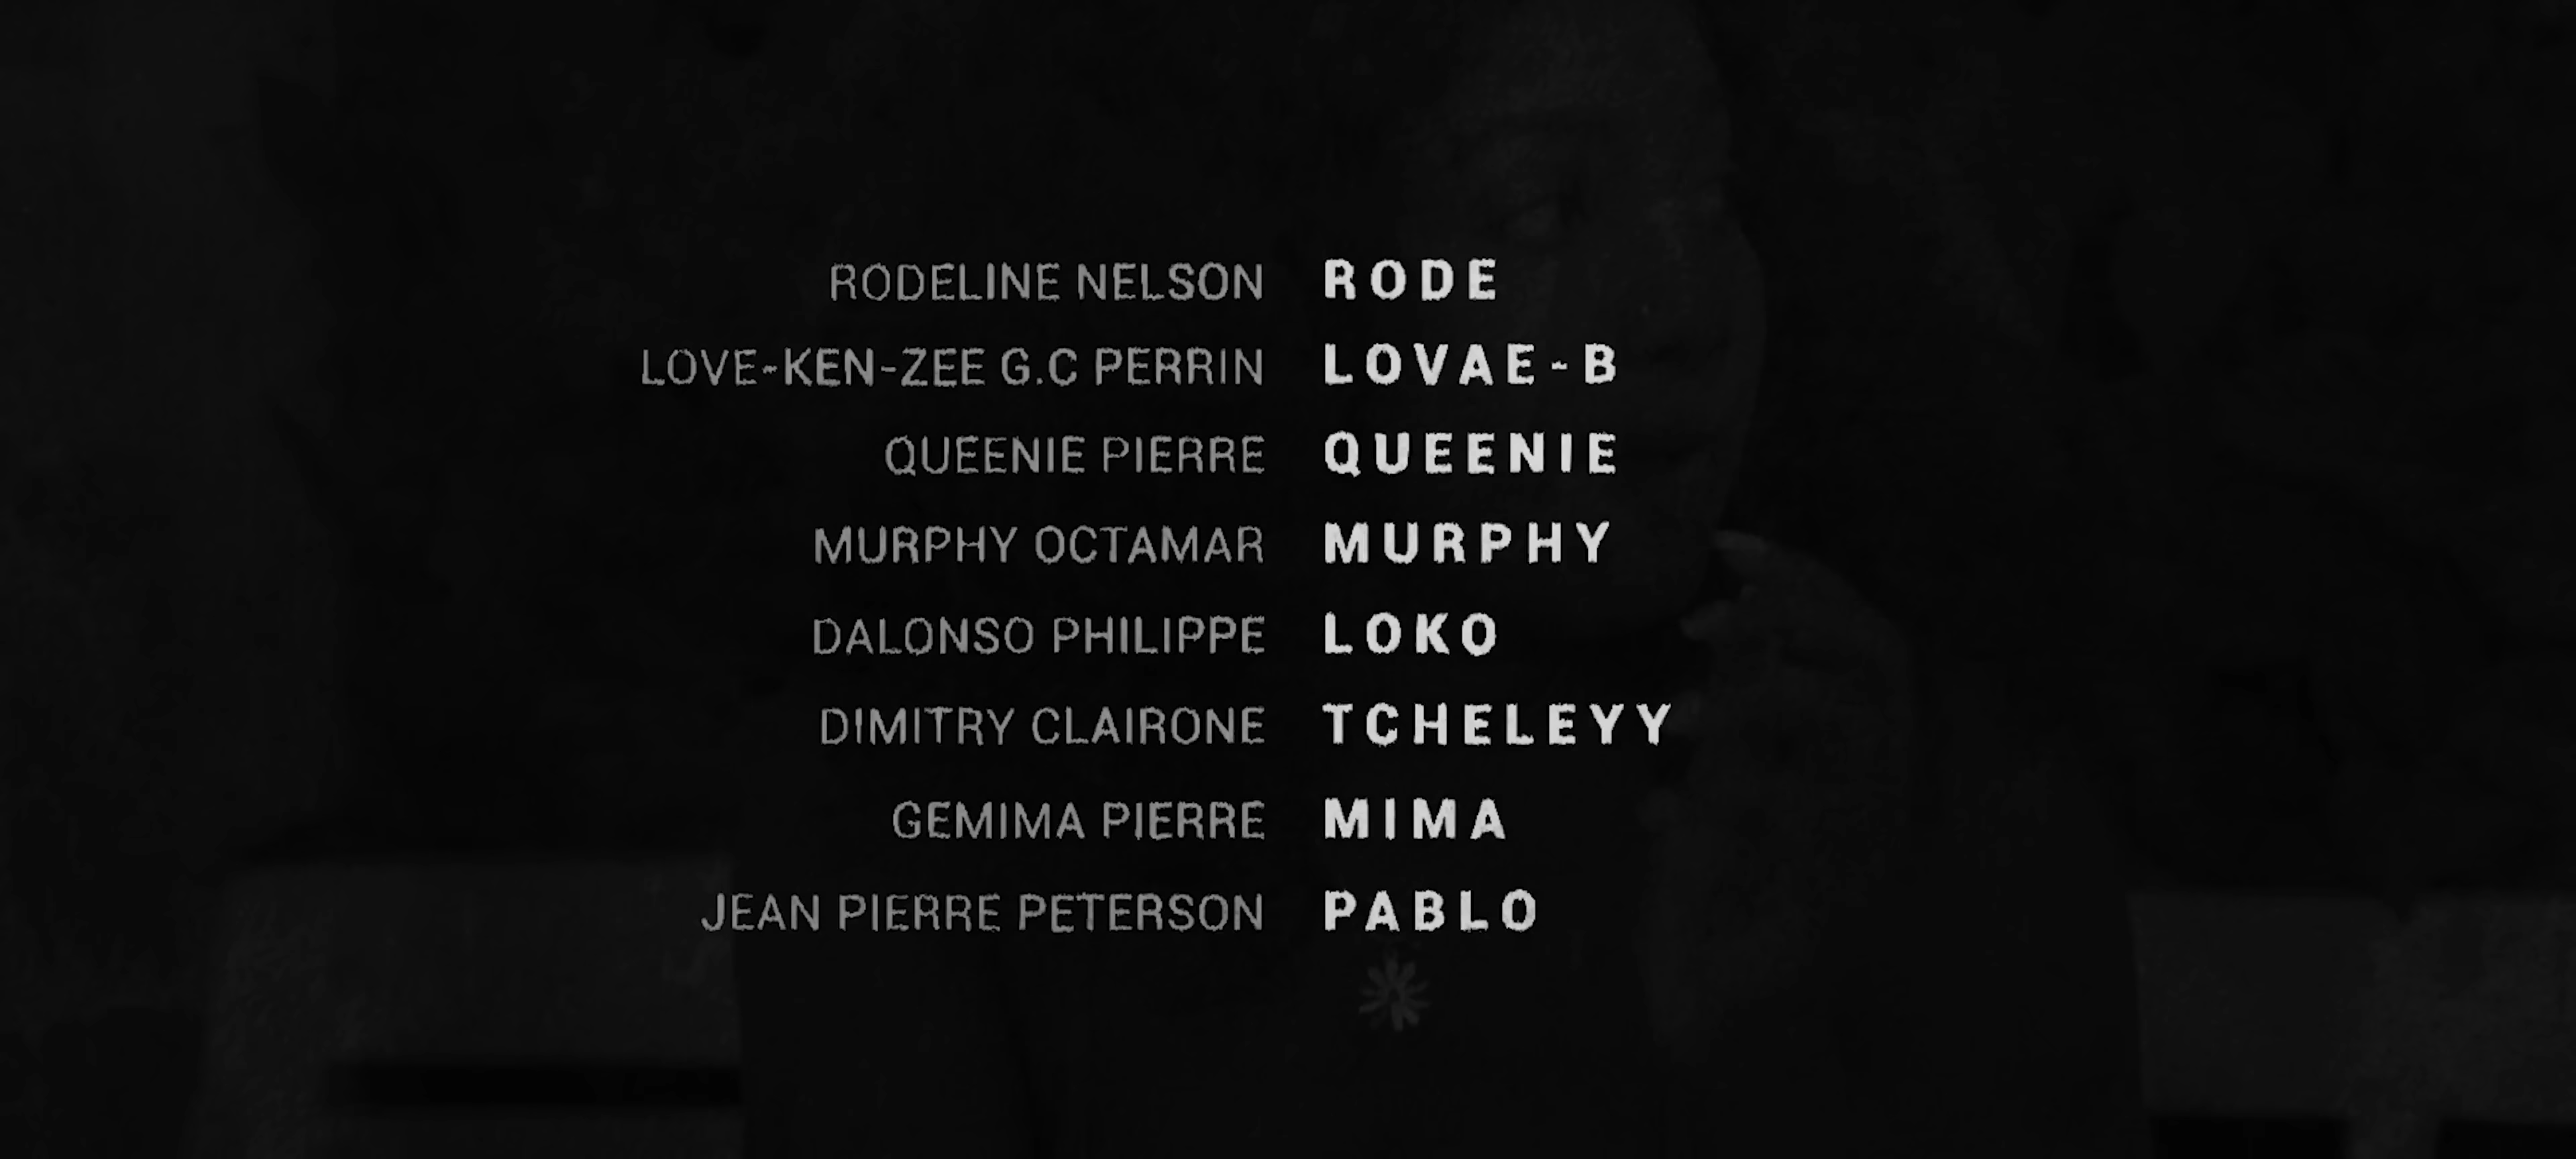 RODELINE NELSON RODE
LOVE-KEN-ZEE G.C PERRIN LOVAE-B
QUEENIE PIERRE QUEENIE
MURPHY OCTAMAR MURPHY
DALONSO PHILIPPE LOKO
DIMITRY CLAIRONE TCHELEYY
GEMIMA PIERRE MIMA
JEAN PIERRE PETERSON PABLO